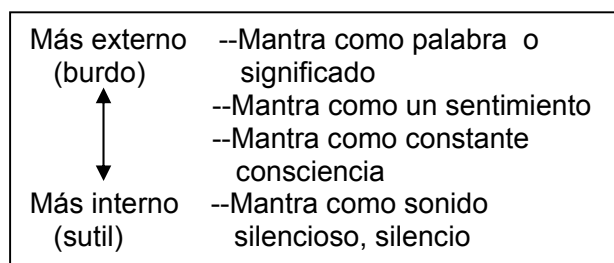 Más externo --Mantra como palabra o
(burdo) significado
--Mantra como un sentimiento
--Mantra como constante
consciencia
Más interno --Mantra como sonido
(sutil) silencioso, silencio